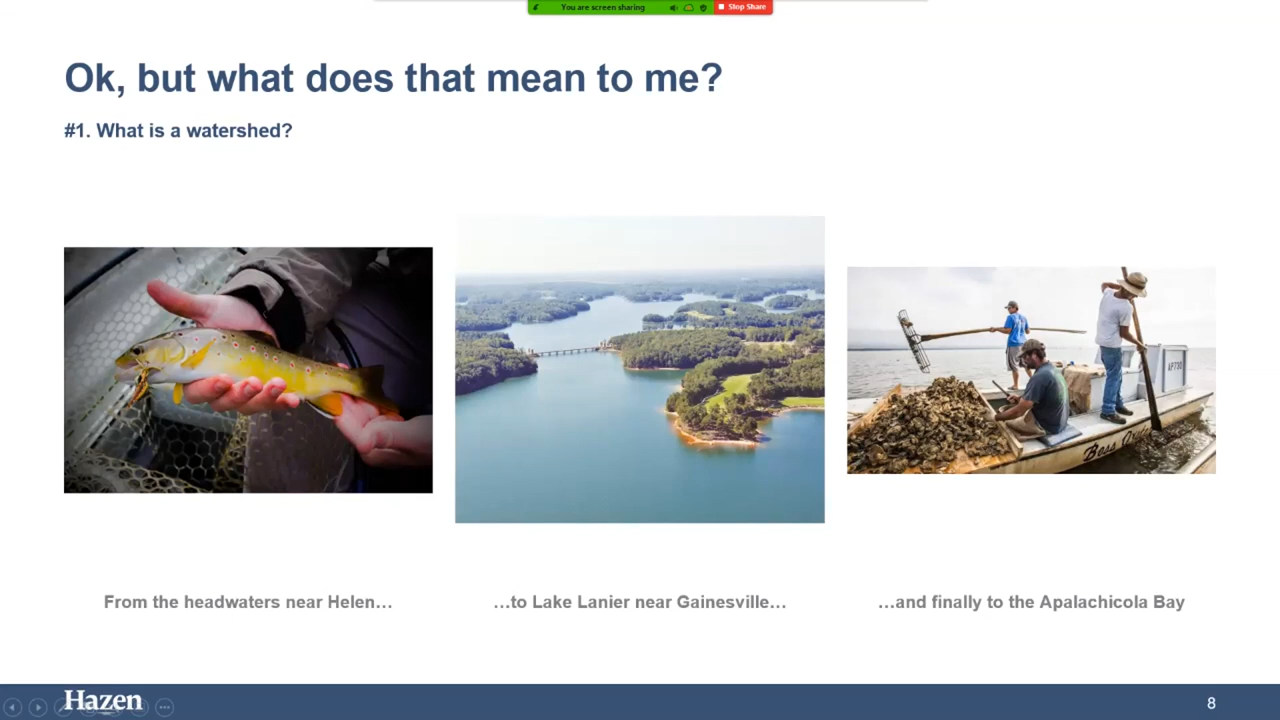 You are screen sharing
Stop Share
Ok, but what does that mean to me?
#1. What is a watershed?
AP730
From the headwaters near Helen…
…to Lake Lanier near Gainesville…
…and finally to the Apalachicola Bay
Hazen
8